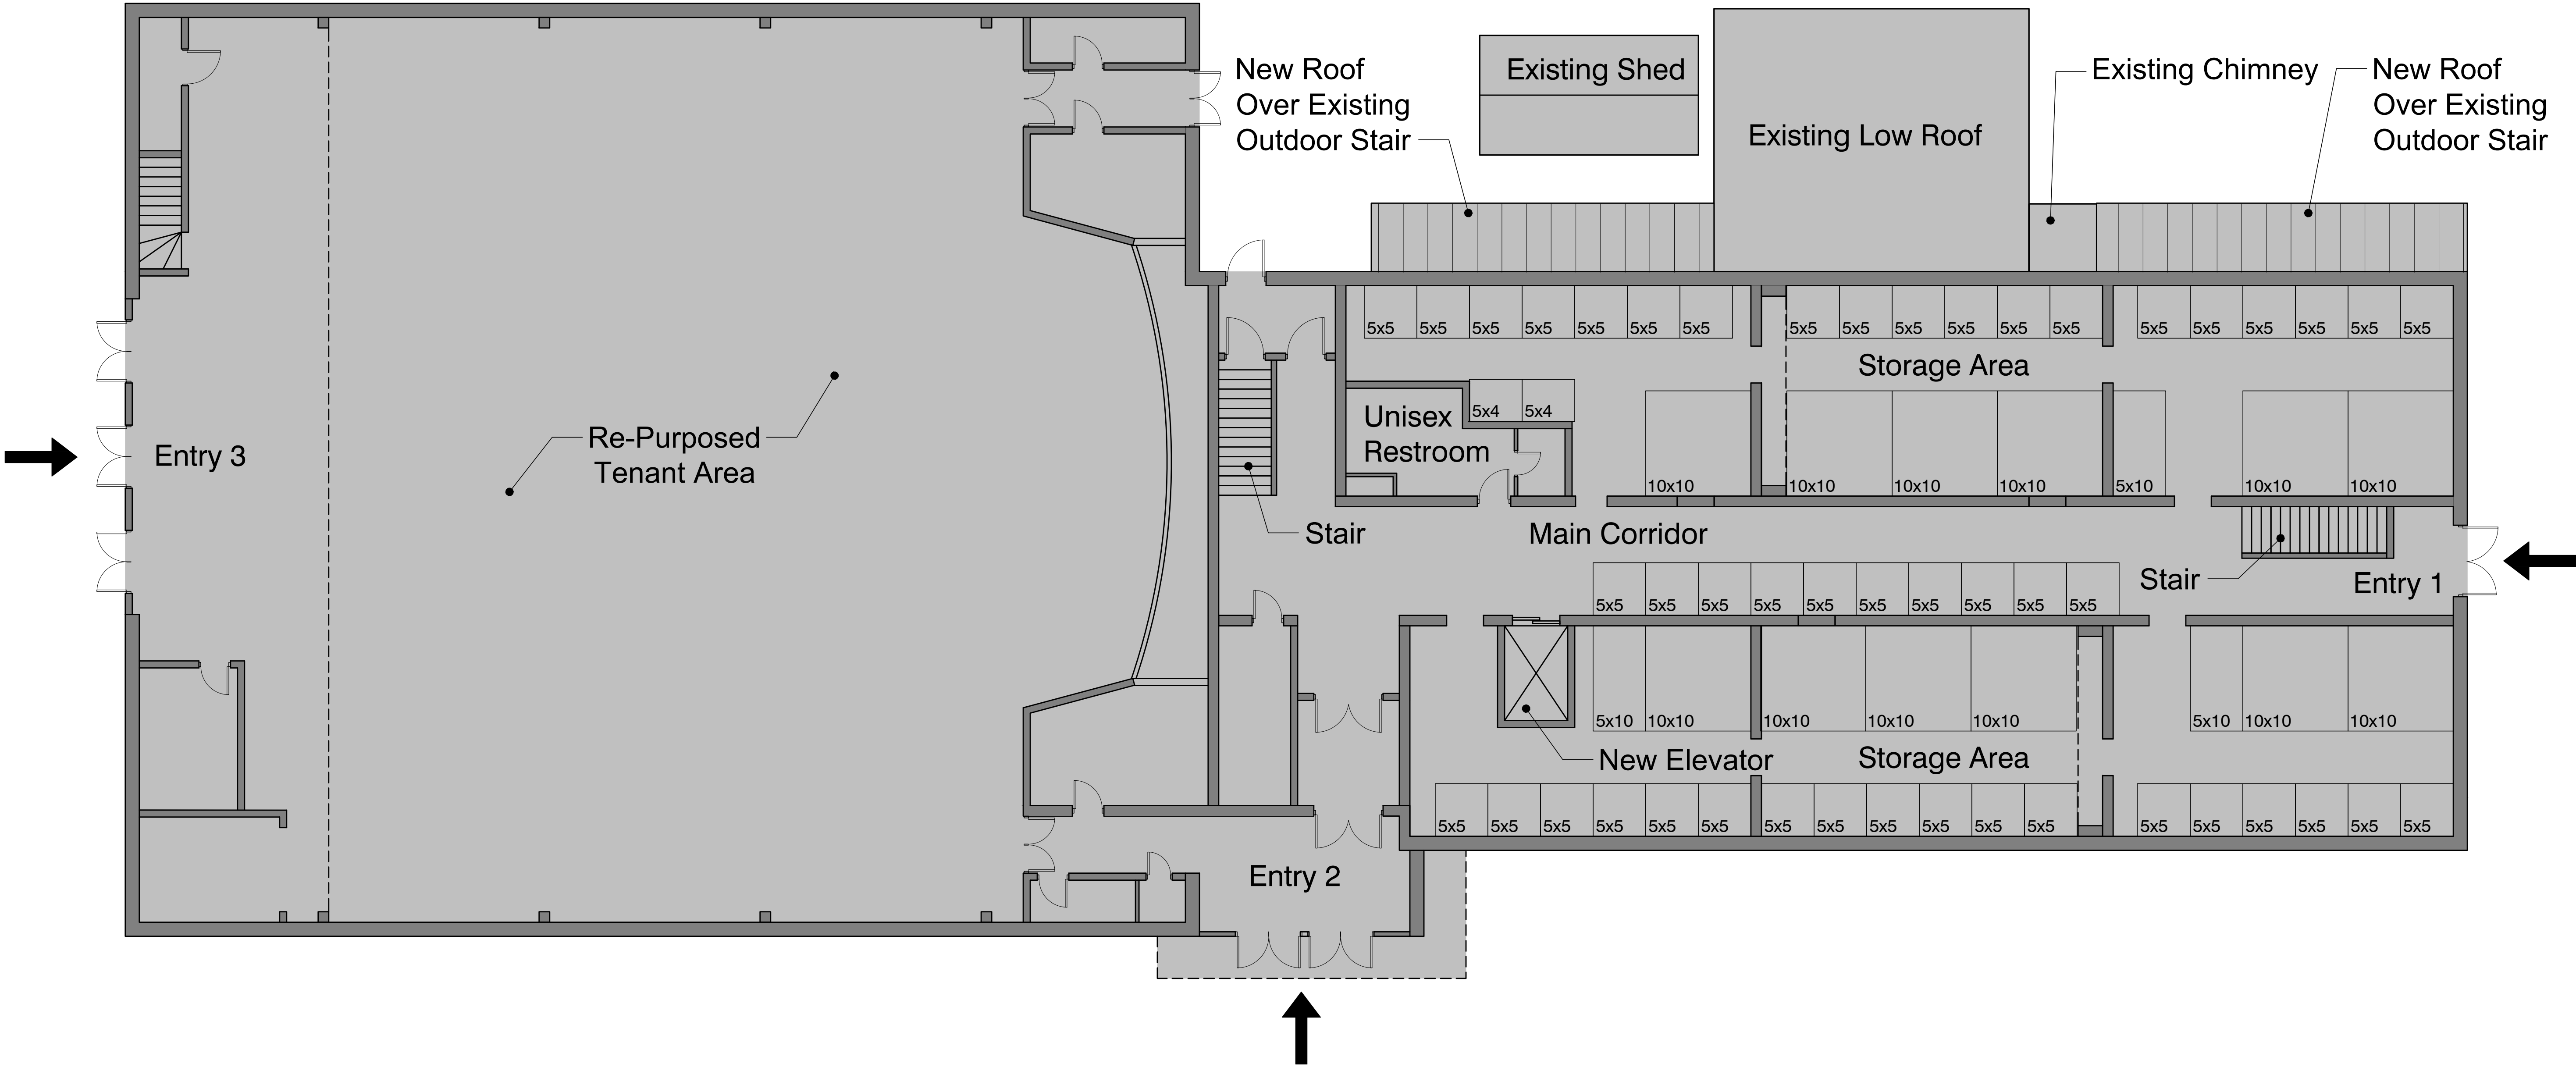 New Roof
Over Existing
Outdoor Stair
Existing Shed
Existing Low Roof
Existing Chimney
New Roof
Over Existing
Outdoor Stair
5x5 5x5 5x5 5x5 5x5 5x5 5x5 5x5 5x5 5x5 5x5 5x5 5x5 5x5 5x5 5x5 5x5 5x5 5x5
Storage Area
5x4 5x4
Unisex
Restroom
10x10 10x10 10x10 10x10 5x10 10x10 10x10
Entry 3
Re-Purposed
Tenant Area
Stair
Main Corridor
Stair
Entry 1
5x5 5x5 5x5 5x5 5x5 5x5 5x5 5x5 5x5 5x5
5x10 10x10 10x10 10x10 10x10 5x10 10x10 10x10
New Elevator
Storage Area
5x5 5x5 5x5 5x5 5x5 5x5 5x5 5x5 5x5 5x5 5x5 5x5 5x5 5x5 5x5 5x5 5x5 5x5
Entry 2